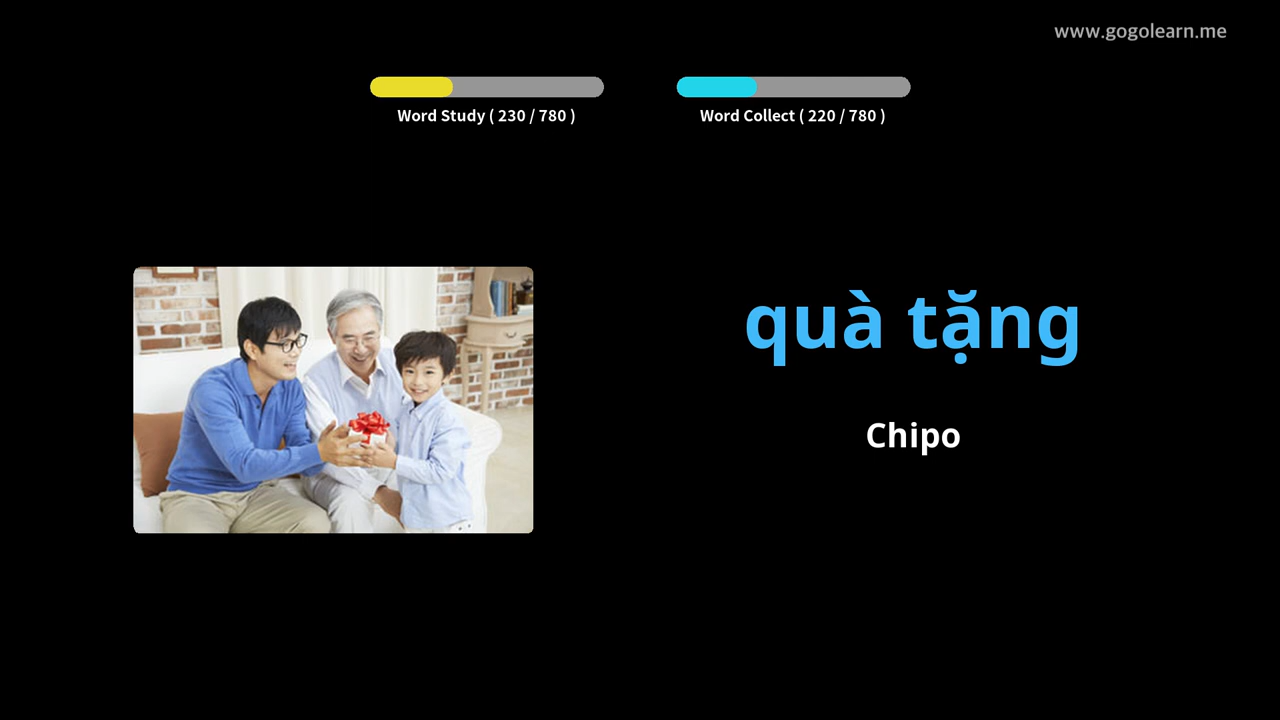 www.gogolearn.me
Word Study ( 230 / 780 )
Word Collect ( 220 / 780 )
quà tặng
Chipo